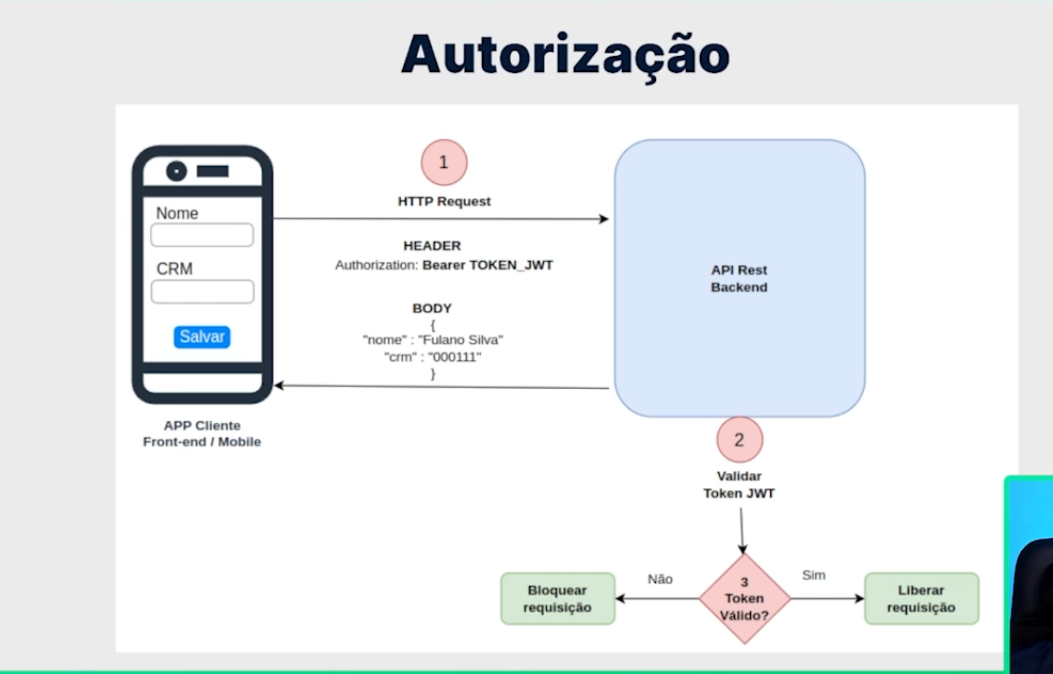 Autorização
1
HTTP Request
HEADER
Authorization: Bearer TOKEN_JWT
BODY
{
"nome" : "Fulano Silva"
"crm" : "000111"
}
Nome
CRM
Salvar
APP Cliente
Front-end / Mobile
API Rest
Backend
2
Validar
Token JWT
3
Token
Válido?
Não
Sim
Bloquear
requisição
Liberar
requisição